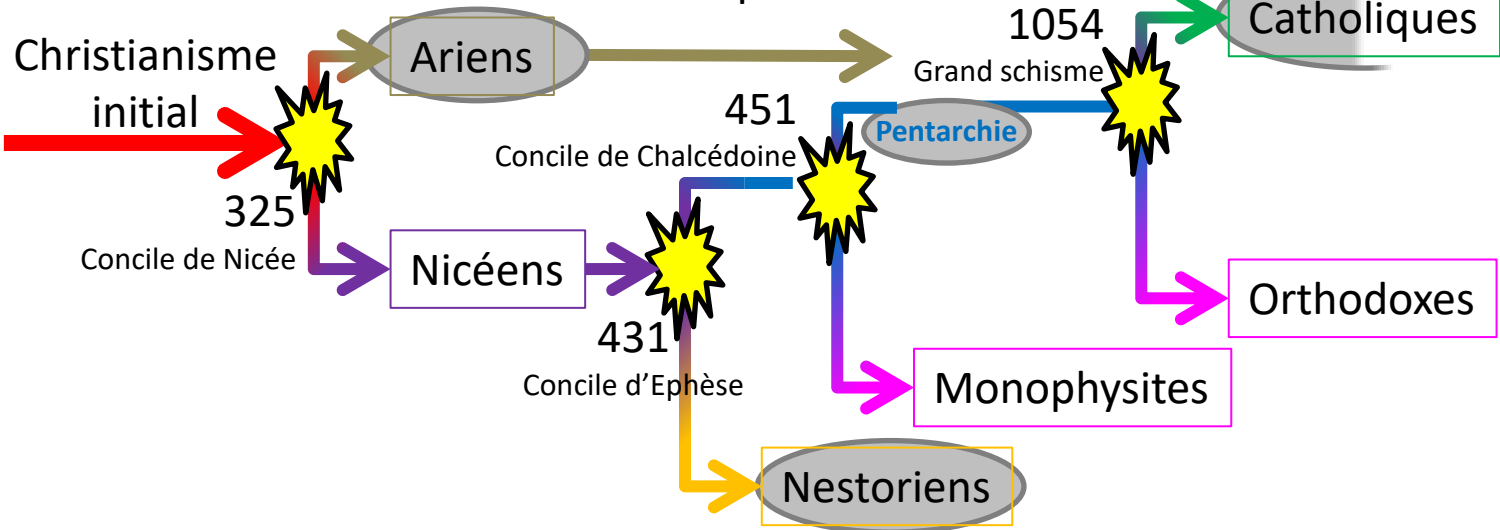 Christianisme
initial
Ariens
325
Concile de Nicée
Nicéens
431
Concile d'Ephèse
Nestoriens
451
Concile de Chalcédoine
Monophysites
Pentarchie
1054
Grand schisme
Catholiques
Orthodoxes